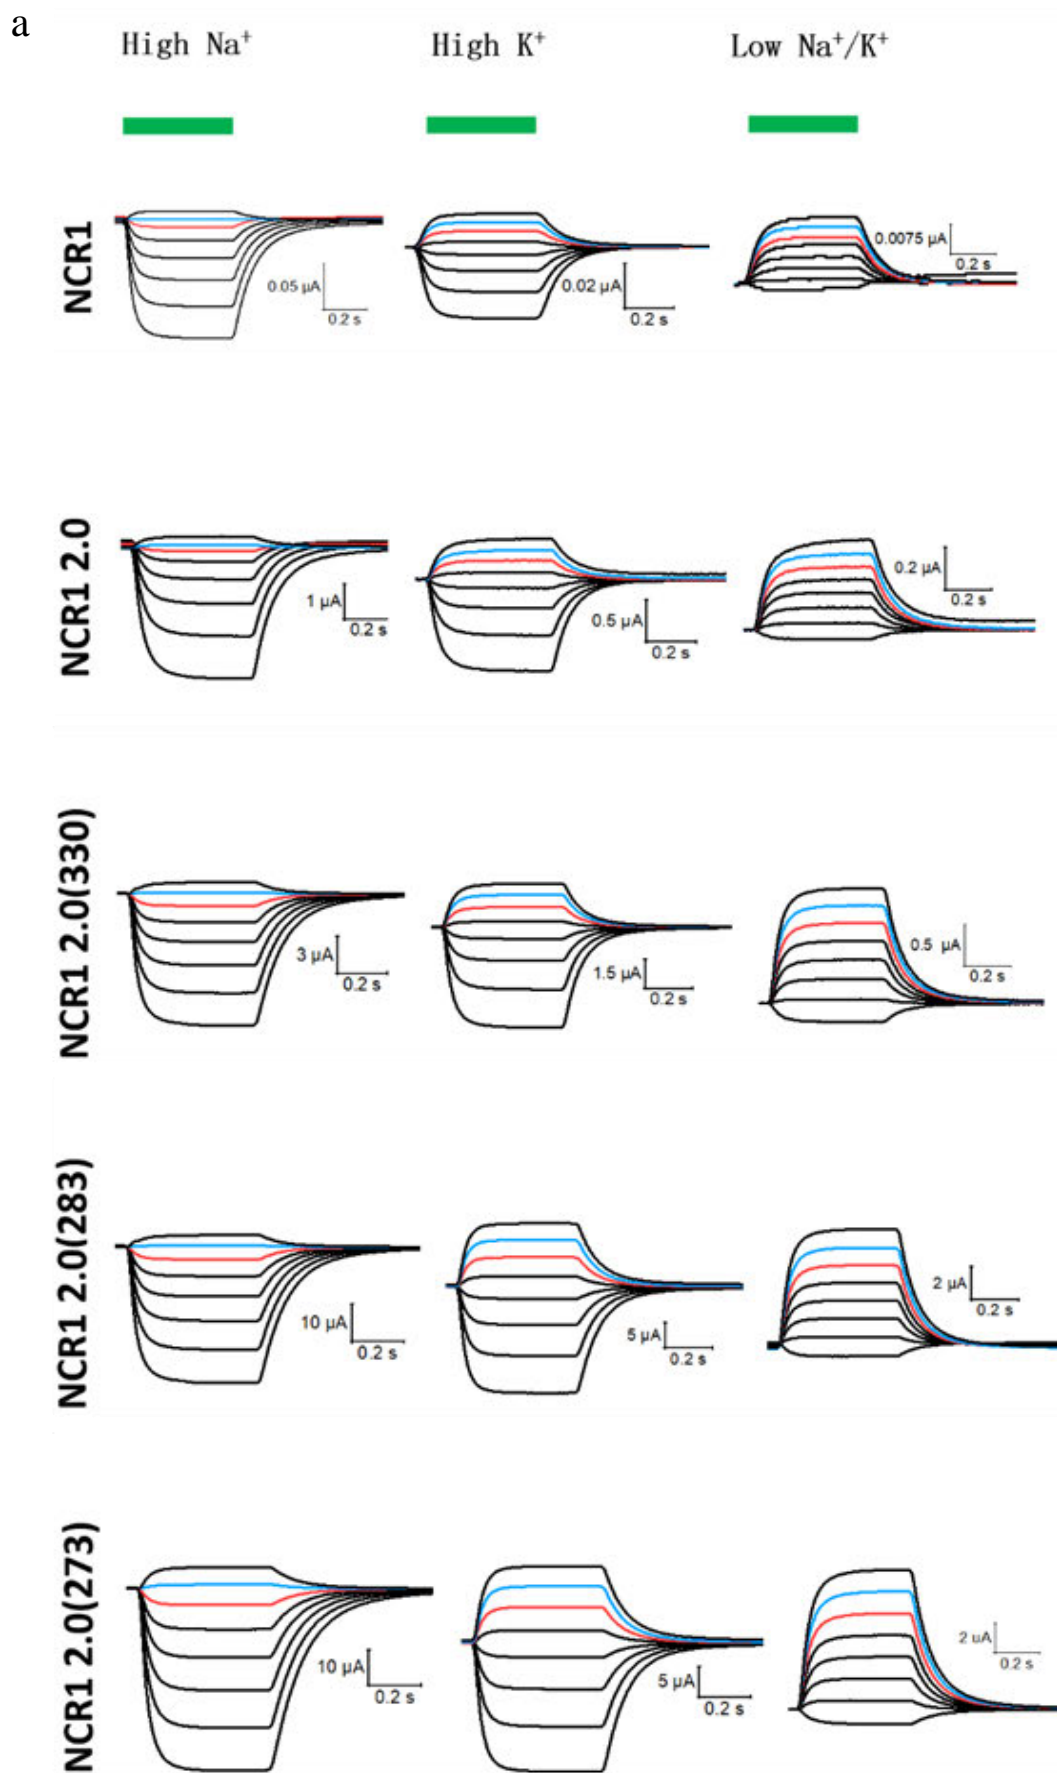 a
High Na⁺ High K⁺ Low Na⁺/K⁺
NCR1
0.05 µA
0.2 s
0.02 µA
0.2 s
0.0075 µA
0.2 s
NCR1 2.0
1 µA
0.2 s
0.5 µA
0.2 s
0.2 µA
0.2 s
NCR1 2.0(330)
3 µA
0.2 s
1.5 µA
0.2 s
0.5 µA
0.2 s
NCR1 2.0(283)
10 µA
0.2 s
5 µA
0.2 s
2 µA
0.2 s
NCR1 2.0(273)
10 µA
0.2 s
5 µA
0.2 s
2 uA
0.2 s